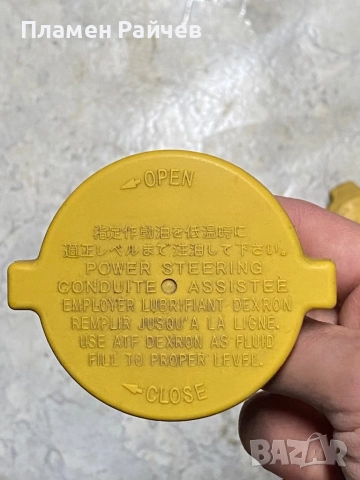 Пламен Райчев
← OPEN
指定作動油を低温時に
適正レベルまで注油して下さい。
POWER STEERING
CONDUITE ASSISTEE
EMPLOYER LUBRIFIANT DEXRON
REMPLIR JUSQU'A LA LIGNE.
USE ATF DEXRON AS FLUID
FILL TO PROPER LEVEL.
← CLOSE
BAZAR